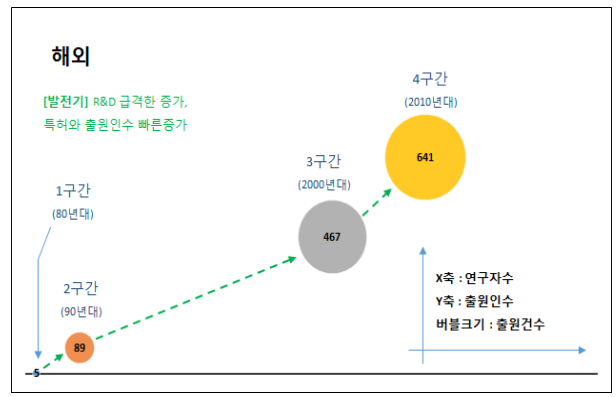 해외
[발전기] R&D 급격한 증가,
특허와 출원인수 빠른증가
4구간
(2010년대)
641
3구간
(2000년대)
467
1구간
(80년대)
2구간
(90년대)
89
5
X축 : 연구자수
Y축 : 출원인수
버블크기 : 출원건수